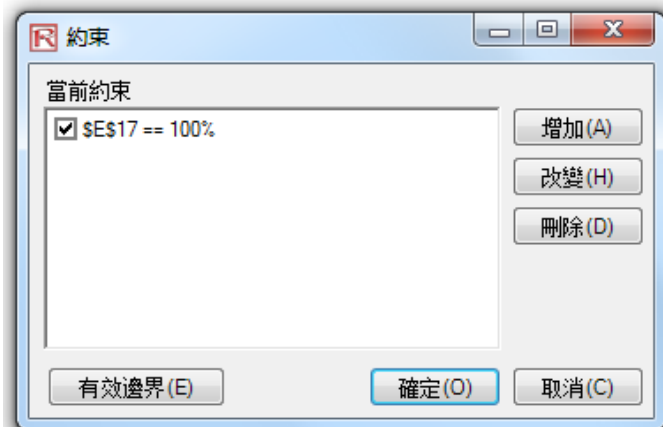 約束
當前約束
$E$17 == 100%
增加(A)
改變(H)
刪除(D)
有效邊界(E)
確定(O)
取消(C)